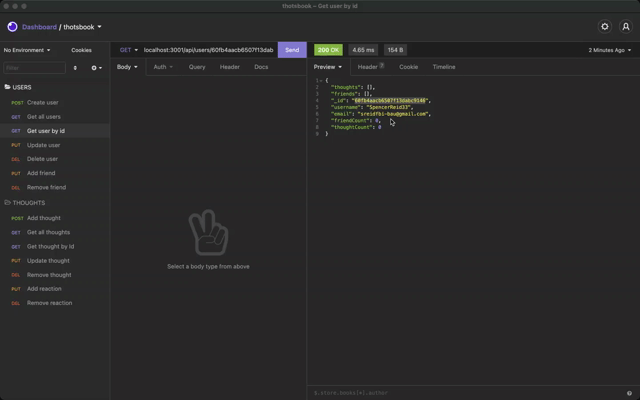 thotsbook – Get user by id
Dashboard / thotsbook
No Environment Cookies
GET localhost:3001/api/users/60fb4aacb6507f13dab Send
200 OK 4.65 ms 154 B 2 Minutes Ago
Filter
Body Auth Query Header Docs
Preview Header 7 Cookie Timeline
USERS
POST Create user
GET Get all users
GET Get user by id
PUT Update user
DEL Delete user
PUT Add friend
DEL Remove friend
THOUGHTS
POST Add thought
GET Get all thoughts
GET Get thought by Id
PUT Update thought
DEL Remove thought
PUT Add reaction
DEL Remove reaction
Select a body type from above
1 {
2 "thoughts": [],
3 "friends": [],
4 "_id": "60fb4aacb6507f13dabc9146",
5 "username": "SpencerReid33",
6 "email": "sreidfbi-bau@gmail.com",
7 "friendCount": 0,
8 "thoughtCount": 0
9 }
$.store.books[*].author